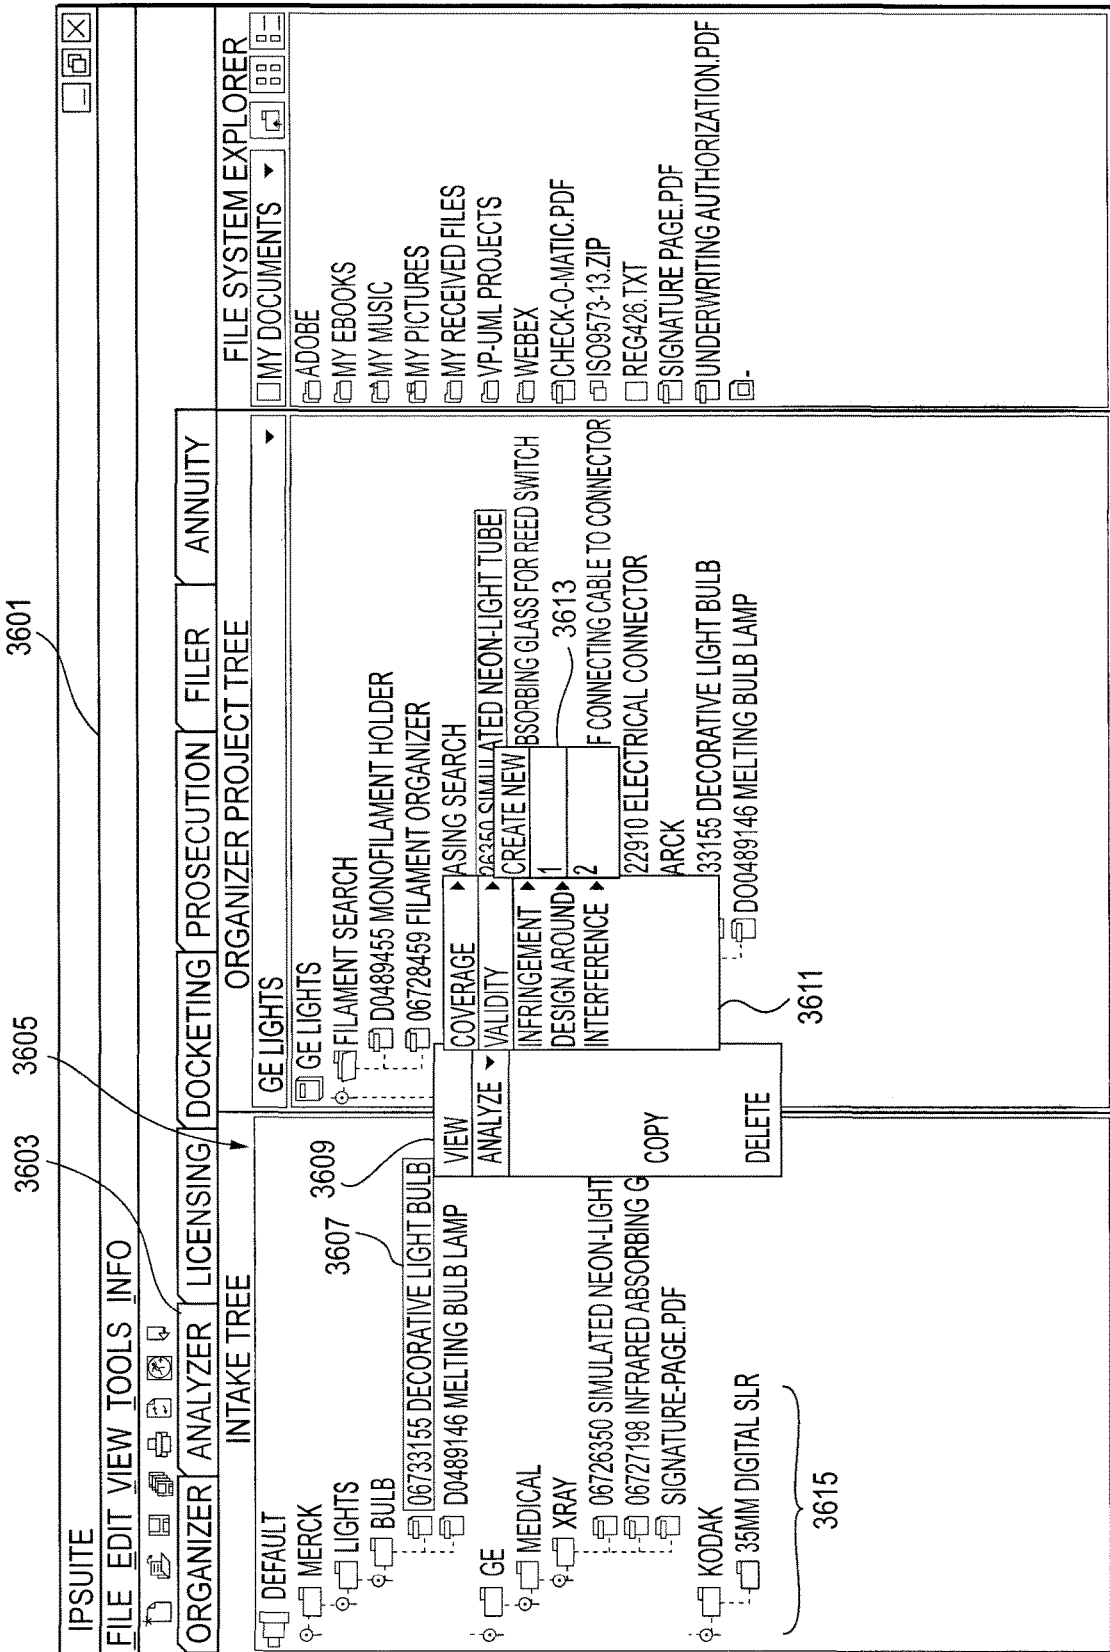 3601
IPSUITE
FILE EDIT VIEW TOOLS INFO
3603
3605
ORGANIZER
ANALYZER
LICENSING
DOCKETING
PROSECUTION
FILER
ANNUITY
INTAKE TREE
DEFAULT
MERCK
LIGHTS
BULB
06733155 DECORATIVE LIGHT BULB
D0489146 MELTING BULB LAMP
GE
MEDICAL
XRAY
06726350 SIMULATED NEON-LIGHT
06727198 INFRARED ABSORBING G
SIGNATURE-PAGE.PDF
KODAK
35MM DIGITAL SLR
3615
3607
3609
VIEW
ANALYZE
COPY
DELETE
COVERAGE
VALIDITY
INFRINGEMENT
DESIGN AROUND
INTERFERENCE
3611
CREATE NEW
1
2
3613
ORGANIZER PROJECT TREE
GE LIGHTS
GE LIGHTS
FILAMENT SEARCH
D0489455 MONOFILAMENT HOLDER
06728459 FILAMENT ORGANIZER
ASING SEARCH
26350 SIMULATED NEON-LIGHT TUBE
BSORBING GLASS FOR REED SWITCH
F CONNECTING CABLE TO CONNECTOR
22910 ELECTRICAL CONNECTOR
ARCK
33155 DECORATIVE LIGHT BULB
DO0489146 MELTING BULB LAMP
FILE SYSTEM EXPLORER
MY DOCUMENTS
ADOBE
MY EBOOKS
MY MUSIC
MY PICTURES
MY RECEIVED FILES
VP-UML PROJECTS
WEBEX
CHECK-O-MATIC.PDF
ISO9573-13.ZIP
REG426.TXT
SIGNATURE PAGE.PDF
UNDERWRITING AUTHORIZATION.PDF
-